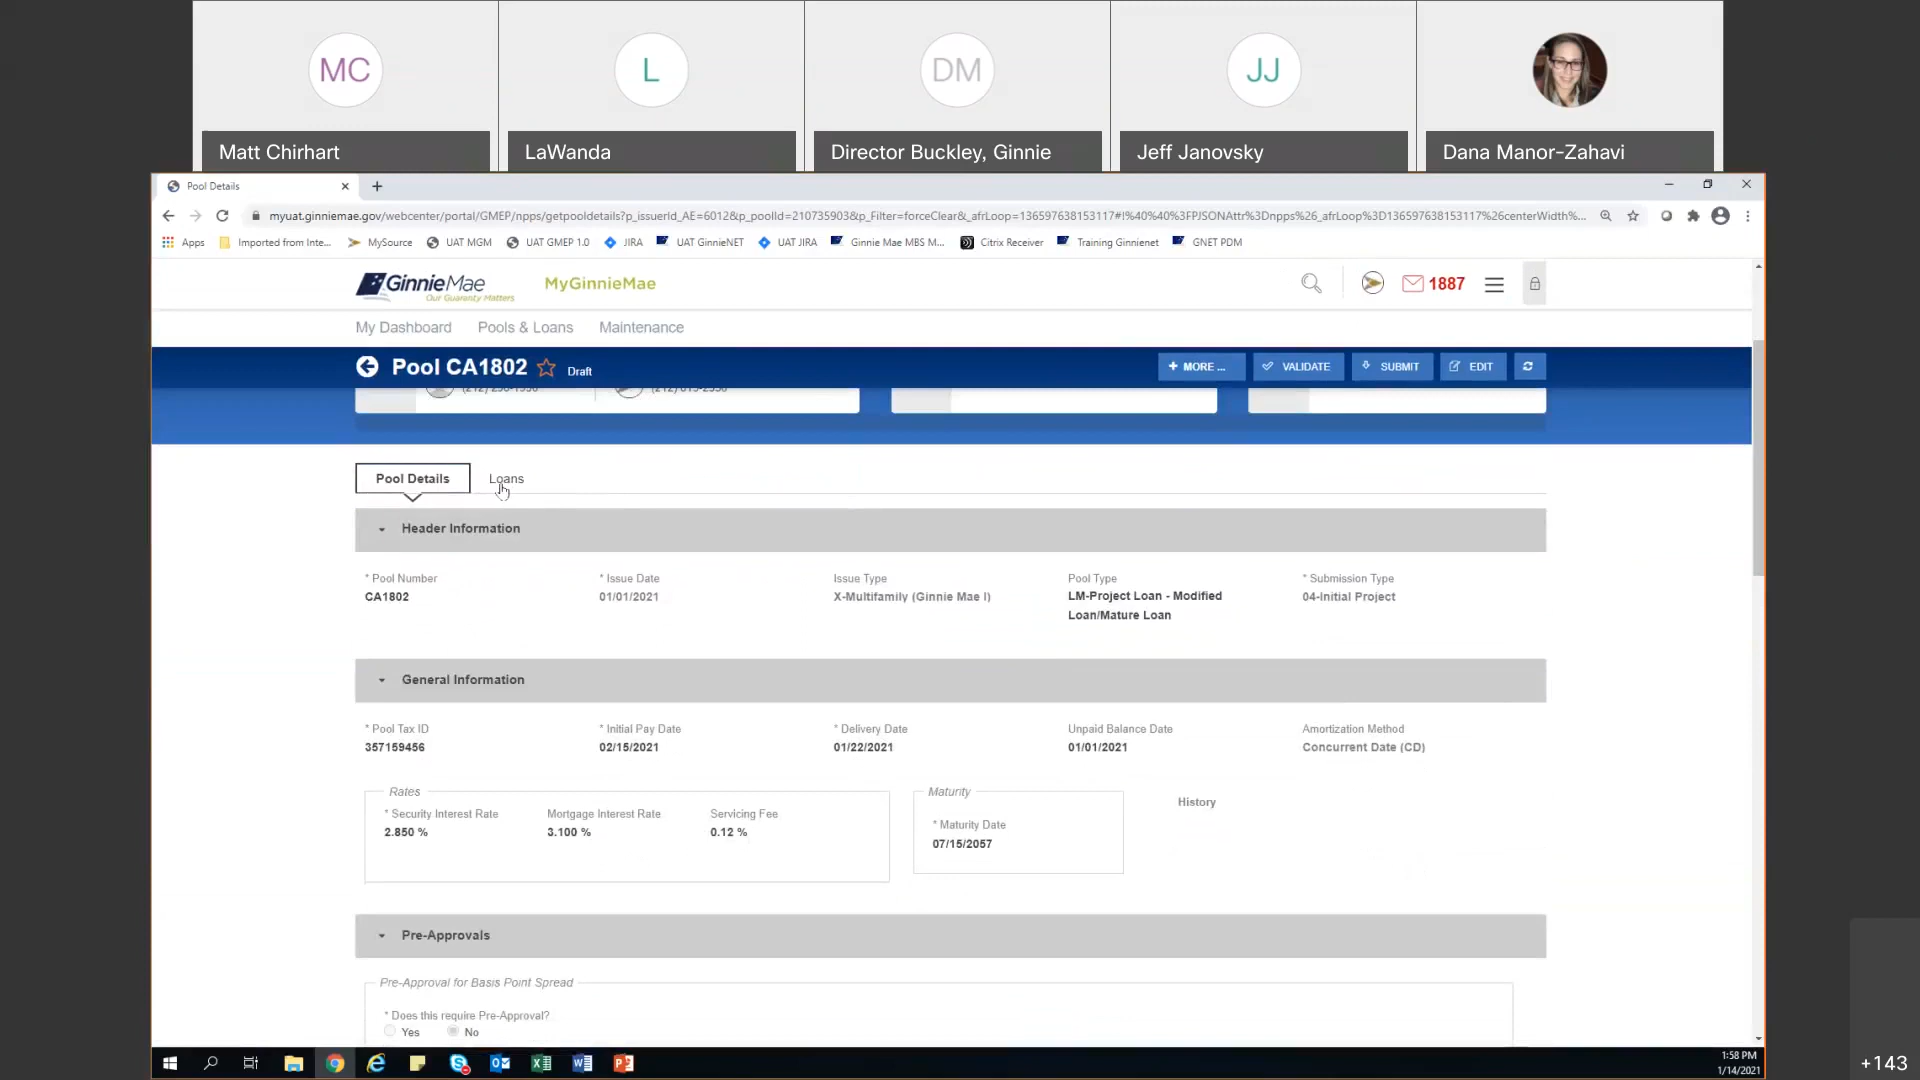 MC
L
DM
JJ
Matt Chirhart
LaWanda
Director Buckley, Ginnie
Jeff Janovsky
Dana Manor-Zahavi
Pool Details
myuat.ginniemae.gov/webcenter/portal/GMEP/npps/getpooldetails?p_issuerId_AE=6012&p_poolId=210735903&p_Filter=forceClear&_afrLoop=136597638153117#!%40%40%3FPJSONAttr%3Dnpps%26_afrLoop%3D136597638153117%26centerWidth%...
Apps
Imported from Inte...
MySource
UAT MGM
UAT GMEP 1.0
JIRA
UAT GinnieNET
UAT JIRA
Ginnie Mae MBS M...
Citrix Receiver
Training Ginnienet
GNET PDM
GinnieMae
Our Guaranty Matters
MyGinnieMae
1887
My Dashboard
Pools & Loans
Maintenance
Pool CA1802
Draft
MORE ...
VALIDATE
SUBMIT
EDIT
Pool Details
Loans
Header Information
* Pool Number
* Issue Date
Issue Type
Pool Type
* Submission Type
CA1802
01/01/2021
X-Multifamily (Ginnie Mae I)
LM-Project Loan - Modified
Loan/Mature Loan
04-Initial Project
General Information
* Pool Tax ID
* Initial Pay Date
* Delivery Date
Unpaid Balance Date
Amortization Method
357159456
02/15/2021
01/22/2021
01/01/2021
Concurrent Date (CD)
Rates
* Security Interest Rate
Mortgage Interest Rate
Servicing Fee
2.850 %
3.100 %
0.12 %
Maturity
* Maturity Date
07/15/2057
History
Pre-Approvals
Pre-Approval for Basis Point Spread
* Does this require Pre-Approval?
Yes
No
1:58 PM
1/14/2021
+143